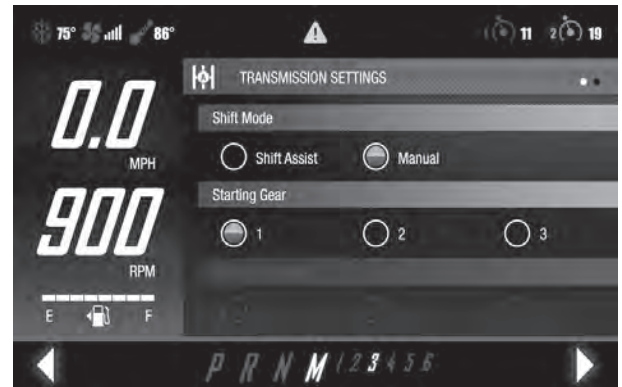 75° 86° 11 2 19
TRANSMISSION SETTINGS
0.0
MPH
Shift Mode
Shift Assist Manual
Starting Gear
1 2 3
900
RPM
E F
P R N M 1 2 3 4 5 6